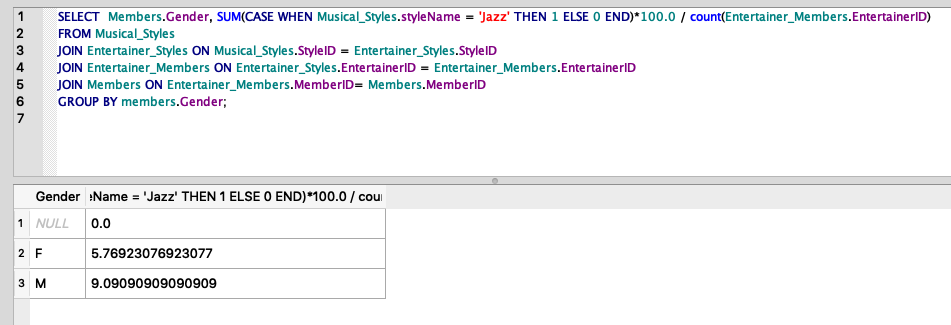 1 SELECT Members.Gender, SUM(CASE WHEN Musical_Styles.styleName = 'Jazz' THEN 1 ELSE 0 END)*100.0 / count(Entertainer_Members.EntertainerID)
2 FROM Musical_Styles
3 JOIN Entertainer_Styles ON Musical_Styles.StyleID = Entertainer_Styles.StyleID
4 JOIN Entertainer_Members ON Entertainer_Styles.EntertainerID = Entertainer_Members.EntertainerID
5 JOIN Members ON Entertainer_Members.MemberID= Members.MemberID
6 GROUP BY members.Gender;
7
Gender eName = 'Jazz' THEN 1 ELSE 0 END)*100.0 / cou
1 NULL 0.0
2 F 5.76923076923077
3 M 9.09090909090909